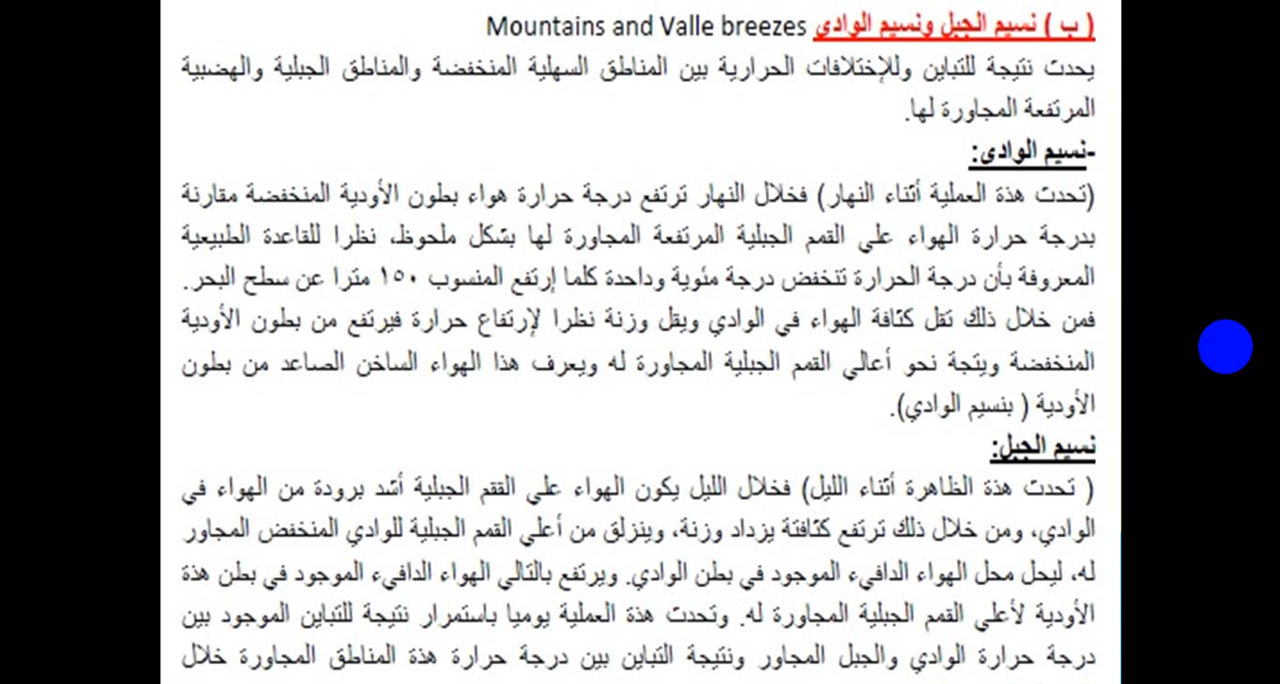 ( ب ) نسيم الجبل ونسيم الوادى Mountains and Valle breezes
يحدث نتيجة للتباين وللإختلافات الحرارية بين المناطق السهلية المنخفضة والمناطق الجبلية والهضبية
المرتفعة المجاورة لها.
-نسيم الوادى:
(تحدث هذة العملية أثناء النهار) فخلال النهار ترتفع درجة حرارة هواء بطون الأودية المنخفضة مقارنة
بدرجة حرارة الهواء علي القمم الجبلية المرتفعة المجاورة لها بشكل ملحوظ، نظرا للقاعدة الطبيعية
المعروفة بأن درجة الحرارة تنخفض درجة مئوية وداحدة كلما إرتفع المنسوب ١٥٠ مترا عن سطح البحر.
فمن خلال ذلك تقل كثافة الهواء في الوادي ويقل وزنة نظرا لإرتفاع حرارة فيرتفع من بطون الأودية
المنخفضة ويتجة نحو أعالي القمم الجبلية المجاورة له ويعرف هذا الهواء الساخن الصاعد من بطون
الأودية ( بنسيم الوادي).
نسيم الجبل:
( تحدث هذة الظاهرة أثناء الليل) فخلال الليل يكون الهواء علي الققم الجبلية أشد برودة من الهواء في
الوادي، ومن خلال ذلك ترتفع كثافتة يزداد وزنة، وينزلق من أعلي القمم الجبلية للوادي المنخفض المجاور
له، ليحل محل الهواء الدافيء الموجود في بطن الوادي. ويرتفع بالتالي الهواء الدافيء الموجود في بطن هذة
الأودية لأعلي القمم الجبلية المجاورة له. وتحدث هذة العملية يوميا باستمرار نتيجة للتباين الموجود بين
درجة حرارة الوادي والجبل المجاور ونتيجة التباين بين درجة حرارة هذة المناطق المجاورة خلال